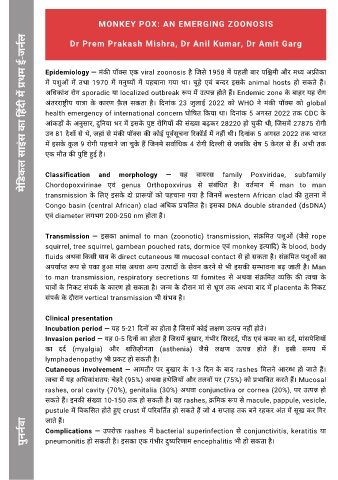 MONKEY POX: AN EMERGING ZOONOSIS
Dr Prem Prakash Mishra, Dr Anil Kumar, Dr Amit Garg
मेडिकल साइंस का हिंदी में प्रथम ई-जर्नल
पुनर्नवा
Epidemiology – मंकी पॉक्स एक viral zoonosis है जिसे 1958 में पहली बार पश्चिमी और मध्य अफ्रीका
में पशुओं में तथा 1970 में मनुष्यों में पहचाना गया था। चूहे एवं बन्दर इसके animal hosts हो सकते हैं।
अधिकांश रोग sporadic या localized outbreak रूप में उत्पन्न होते हैं। Endemic zone के बाहर यह रोग
अंतरराष्ट्रीय यात्रा के कारण फ़ैल सकता है। दिनांक 23 जुलाई 2022 को WHO ने मंकी पॉक्स को global
health emergency of international concern घोषित किया था। दिनांक 5 अगस्त 2022 तक CDC के
आंकड़ों के अनुसार, दुनिया भर में इसके पुष्ट रोगियों की संख्या बढ़कर 28220 हो चुकी थी, जिसमें 27875 रोगी
उन 81 देशों से थे, जहां से मंकी पॉक्स की कोई पूर्वसूचना रिकॉर्ड में नहीं थी। दिनांक 5 अगस्त 2022 तक भारत
में इसके कुल 9 रोगी पहचाने जा चुके हैं जिनमे सर्वाधिक 4 रोगी दिल्ली से जबकि शेष 5 केरल से हैं। अभी तक
एक मौत की पुष्टि हुई है।
Classification and morphology – यह वायरस family Poxviridae, subfamily
Chordopoxvirinae एवं genus Orthopoxvirus से संबंधित है। वर्तमान में man to man
transmission के लिए इसके दो प्रारूपों को पहचाना गया है जिनमें western African clad की तुलना में
Congo basin (central African) clad अधिक प्रचलित है। इसका DNA double stranded (dsDNA)
एवं diameter लगभग 200-250 nm होता है।
Transmission – इसका animal to man (zoonotic) transmission, संक्रमित पशुओं (जैसे rope
squirrel, tree squirrel, gambean pouched rats, dormice एवं monkey इत्यादि) के blood, body
fluids अथवा किसी घाव के direct cutaneous या mucosal contact से हो सकता है। संक्रमित पशुओं का
अपर्याप्त रूप से पका हुआ मांस अथवा अन्य उत्पादों के सेवन करने से भी इसकी सम्भावना बढ़ जाती है। Man
to man transmission, respiratory secretions या fomites से अथवा संक्रमित व्यक्ति की त्वचा के
घावों के निकट संपर्क के कारण हो सकता है। जन्म के दौरान मां से भ्रूण तक अथवा बाद में placenta के निकट
संपर्क के दौरान vertical transmission भी संभव है।
Clinical presentation
Incubation period – यह 5-21 दिनों का होता है जिसमें कोई लक्षण उत्पन्न नहीं होते।
Invasion period – यह 0-5 दिनों का होता है जिसमें बुखार, गंभीर सिरदर्द, पीठ एवं कमर का दर्द, मांसपेशियों
का दर्द (myalgia) और शक्तिहीनता (asthenia) जैसे लक्षण उत्पन्न होते हैं। इसी समय में
lymphadenopathy भी प्रकट हो सकती है।
Cutaneous involvement – आमतौर पर बुखार के 1-3 दिन के बाद rashes मिलने आरम्भ हो जाते हैं।
त्वचा में यह अधिकांशतय: चेहरे (95%) अथवा हथेलियों और तलवों पर (75%) को प्रभावित करते हैं। Mucosal
rashes, oral cavity (70%), genitalia (30%) अथवा conjunctiva or cornea (20%), पर उत्पन्न हो
सकते हैं। इनकी संख्या 10-150 तक हो सकती है। यह rashes, क्रमिक रूप से macule, pappule, vesicle,
pustule में विकसित होते हुए crust में परिवर्तित हो सकते हैं जो 4 सप्ताह तक बने रहकर अंत में सूख कर गिर
जाते हैं।
Complications – उपरोक्त rashes में bacterial superinfection से conjunctivitis, keratitis या
pneumonitis हो सकती है। इसका एक गंभीर दुष्परिणाम encephalitis भी हो सकता है।